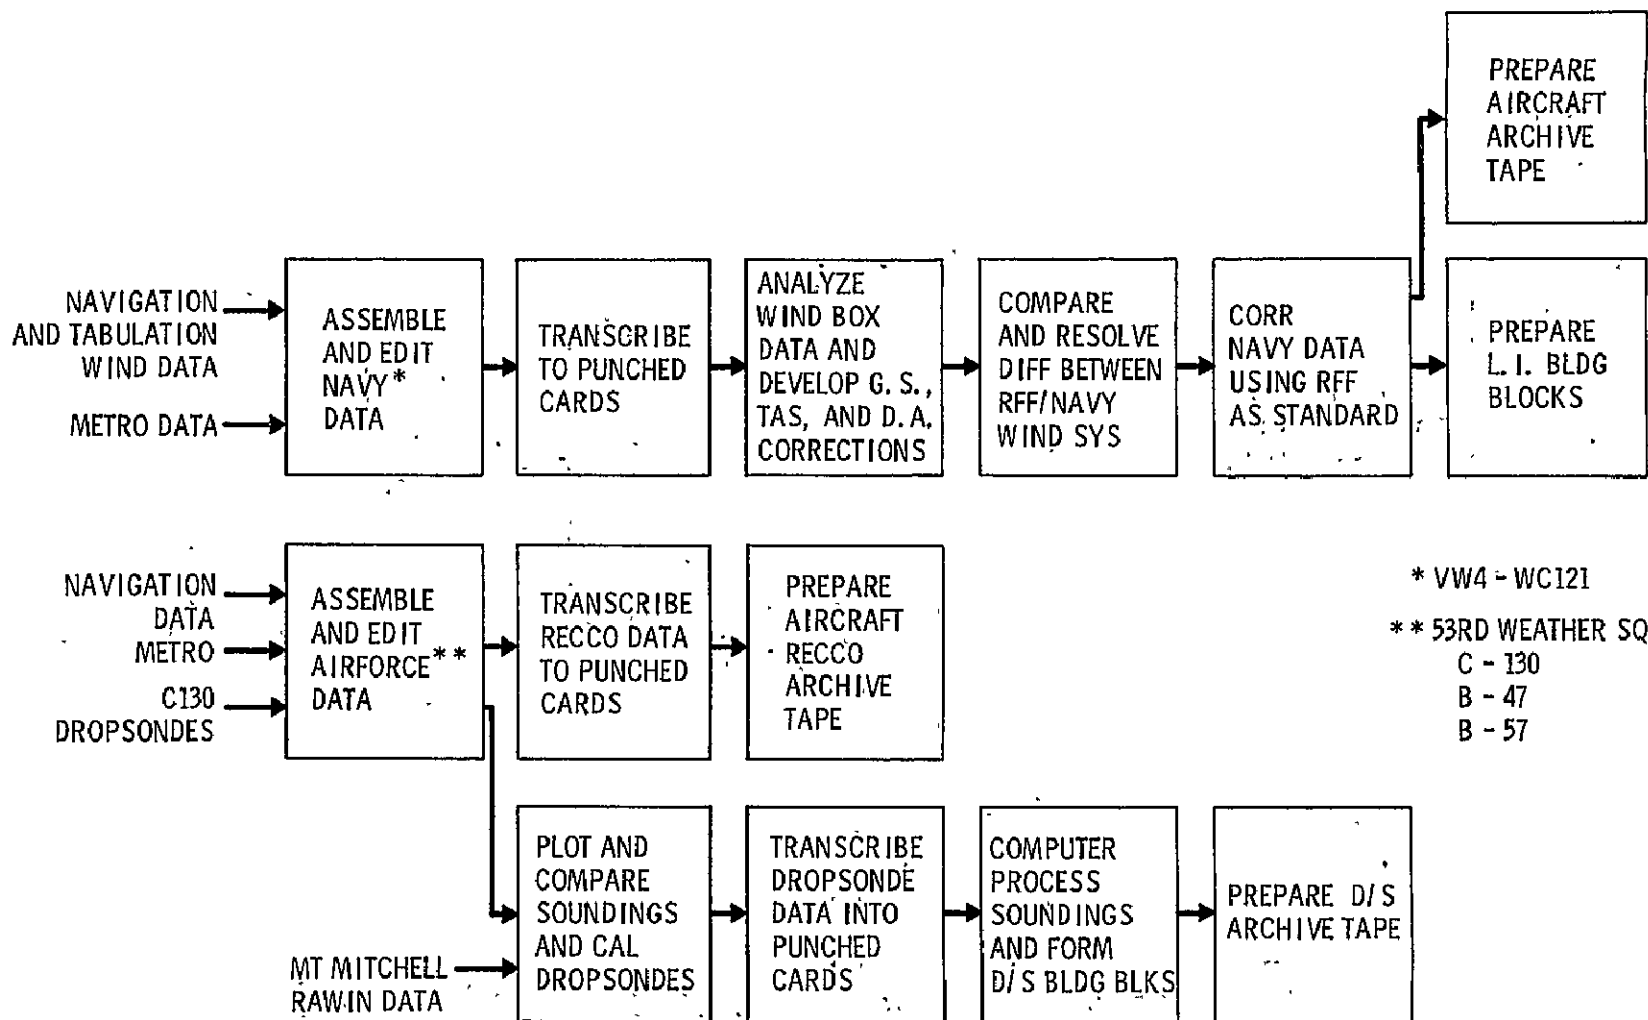 PREPARE
AIRCRAFT
ARCHIVE
TAPE
NAVIGATION
AND TABULATION
WIND DATA
METRO DATA
ASSEMBLE
AND EDIT
NAVY*
DATA
TRANSCRIBE
TO PUNCHED
CARDS
ANALYZE
WIND BOX
DATA AND
DEVELOP G. S.,
TAS, AND D. A.
CORRECTIONS
COMPARE
AND RESOLVE
DIFF BETWEEN
RFF/NAVY
WIND SYS
CORR
NAVY DATA
USING RFF
AS STANDARD
PREPARE
L. I. BLDG
BLOCKS
NAVIGATION
DATA
METRO
C130
DROPSONDES
ASSEMBLE
AND EDIT
AIRFORCE**
DATA
TRANSCRIBE
RECCO DATA
TO PUNCHED
CARDS
PREPARE
AIRCRAFT
RECCO
ARCHIVE
TAPE
* VW4 - WC121
** 53RD WEATHER SQ
C - 130
B - 47
B - 57
MT MITCHELL
RAWIN DATA
PLOT AND
COMPARE
SOUNDINGS
AND CAL
DROPSONDES
TRANSCRIBE
DROPSONDE
DATA INTO
PUNCHED
CARDS
COMPUTER
PROCESS
SOUNDINGS
AND FORM
D/S BLDG BLKS
PREPARE D/S
ARCHIVE TAPE